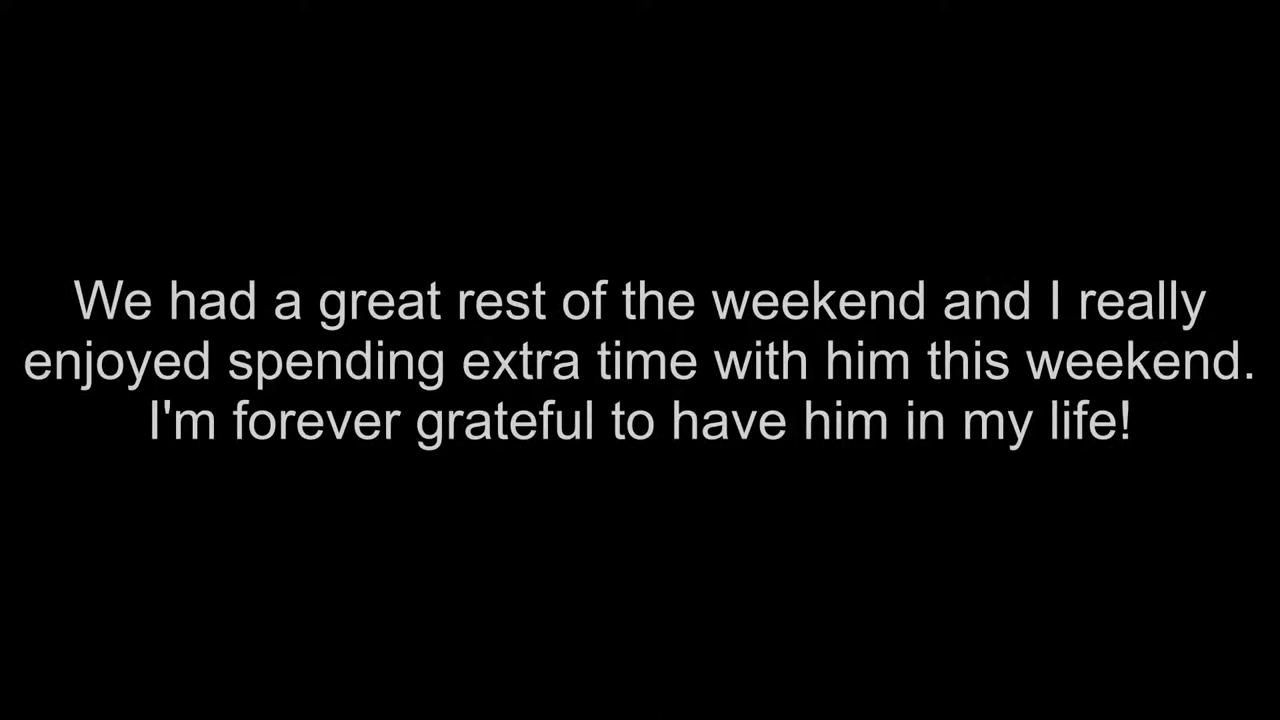 We had a great rest of the weekend and I really
enjoyed spending extra time with him this weekend.
I'm forever grateful to have him in my life!